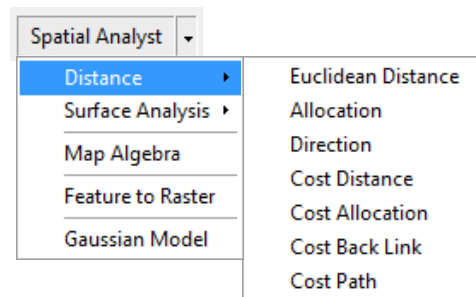 Spatial Analyst
Distance
Surface Analysis
Map Algebra
Feature to Raster
Gaussian Model
Euclidean Distance
Allocation
Direction
Cost Distance
Cost Allocation
Cost Back Link
Cost Path